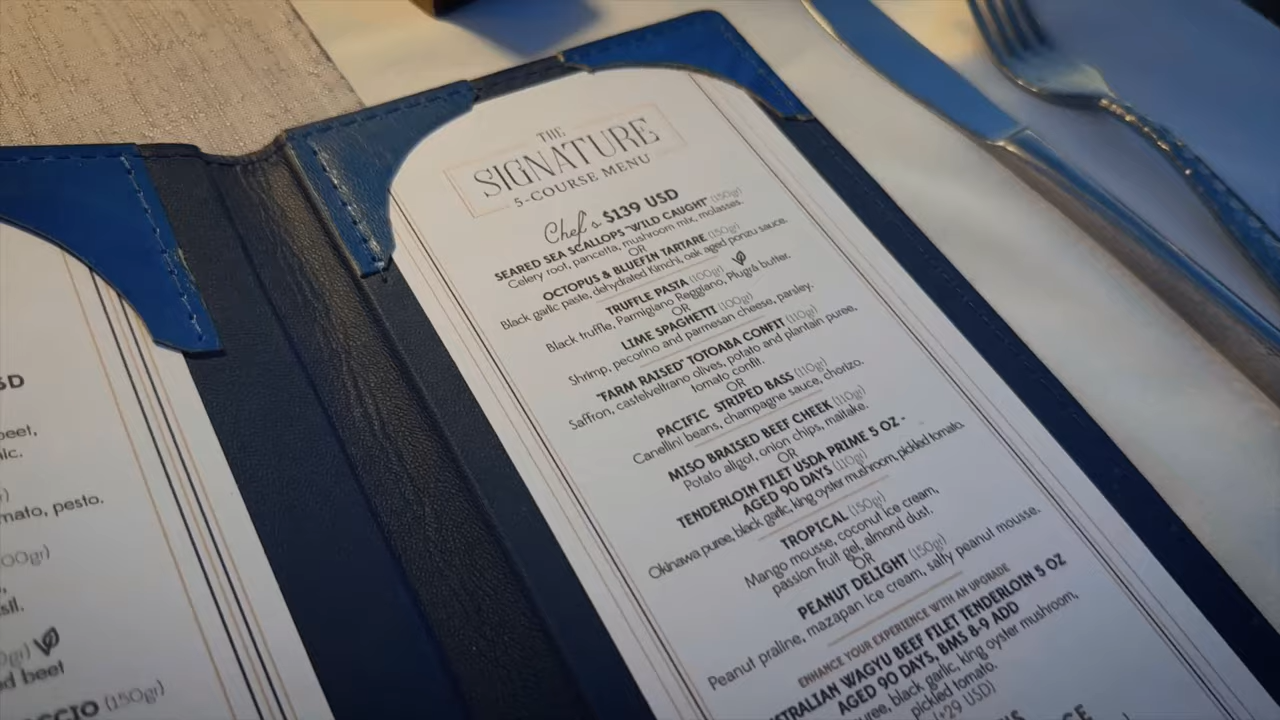 SD
beet,
ic.
mato, pesto.
00gr)
sil.
gr)
ed beef
CCIO (150gr)
THE
SIGNATURE
5-COURSE MENU
Chef's $139 USD
SEARED SEA SCALLOPS "WILD CAUGHT" (150gr)
Celery root, pancetta, mushroom mix, molasses.
OR
OCTOPUS & BLUEFIN TARTARE (150gr)
Black garlic paste, dehydrated Kimchi, oak aged ponzu sauce.
TRUFFLE PASTA (100gr)
Black truffle, Parmigiano Reggiano, Plugrá butter.
OR
LIME SPAGHETTI (100gr)
Shrimp, pecorino and parmesan cheese, parsley.
"FARM RAISED" TOTOABA CONFIT (110gr)
Saffron, castelveltrano olives, potato and plantain puree,
tomato confit.
OR
PACIFIC STRIPED BASS (110gr)
Canellini beans, champagne sauce, chorizo.
MISO BRAISED BEEF CHEEK (110gr)
Potato aligot, onion chips, maitake.
OR
TENDERLOIN FILET USDA PRIME 5 OZ -
AGED 90 DAYS (110gr)
Okinawa puree, black garlic, king oyster mushroom, pickled tomato.
TROPICAL (150gr)
Mango mousse, coconut ice cream,
passion fruit gel, almond dust.
OR
PEANUT DELIGHT (150gr)
Peanut praline, mazapan ice cream, salty peanut mousse.
ENHANCE YOUR EXPERIENCE WITH AN UPGRADE
STRALIAN WAGYU BEEF FILET TENDERLOIN 5 OZ
AGED 90 DAYS, BMS 8-9 ADD
puree, black garlic, king oyster mushroom,
pickled tomato.
(+29 USD)